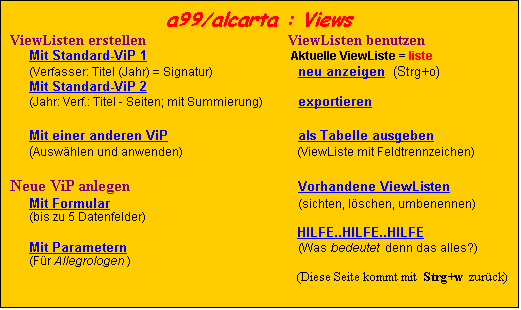 a99/alcarta : Views
ViewListen erstellen
Mit Standard-ViP 1
(Verfasser: Titel (Jahr) = Signatur)
Mit Standard-ViP 2
(Jahr: Verf.: Titel - Seiten; mit Summierung)
Mit einer anderen ViP
(Auswählen und anwenden)
Neue ViP anlegen
Mit Formular
(bis zu 5 Datenfelder)
Mit Parametern
(Für Allegrologen )
ViewListen benutzen
Aktuelle ViewListe = liste
neu anzeigen (Strg+o)
exportieren
als Tabelle ausgeben
(ViewListe mit Feldtrennzeichen)
Vorhandene ViewListen
(sichten, löschen, umbenennen)
HILFE..HILFE..HILFE
(Was bedeutet denn das alles?)
(Diese Seite kommt mit Strg+w zurück)